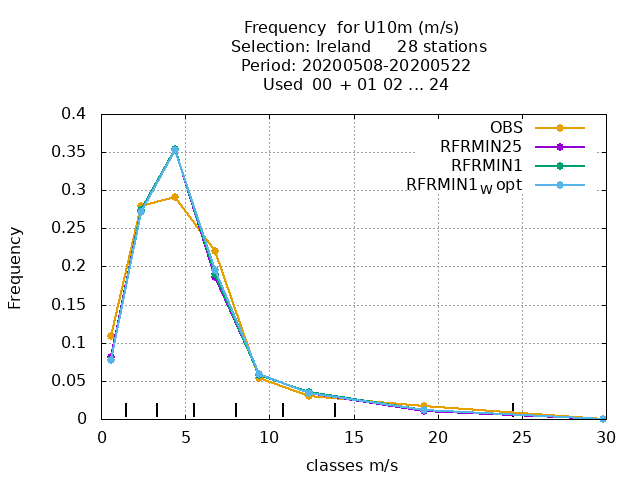 Frequency  for U10m (m/s)
Selection: Ireland     28 stations
Period: 20200508-20200522
Used  00 + 01 02 ... 24
OBS
RFRMIN25
RFRMIN1
RFRMIN1w opt
Frequency
0.4
0.35
0.3
0.25
0.2
0.15
0.1
0.05
0
0 5 10 15 20 25 30
classes m/s